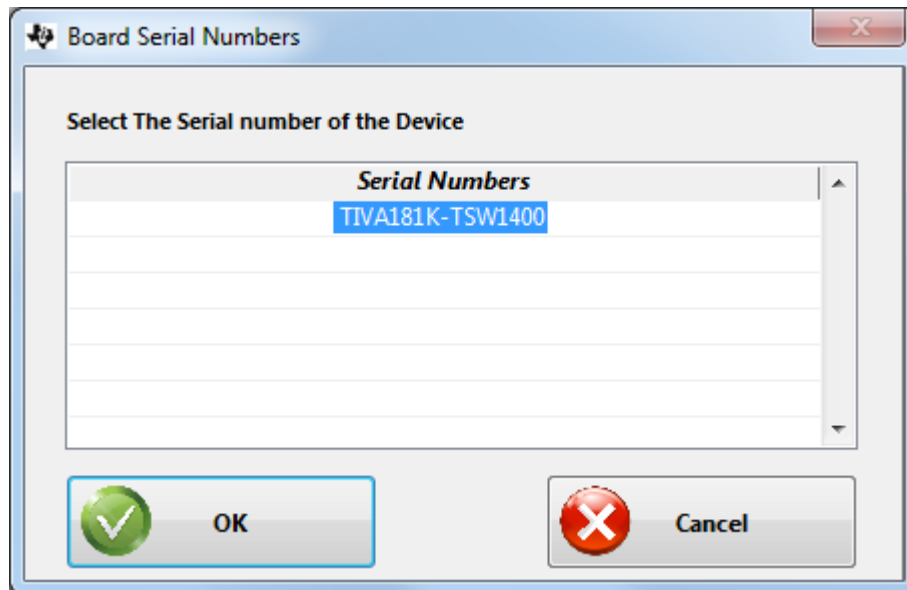 Board Serial Numbers
Select The Serial number of the Device
Serial Numbers
TIVA181K-TSW1400
OK
Cancel